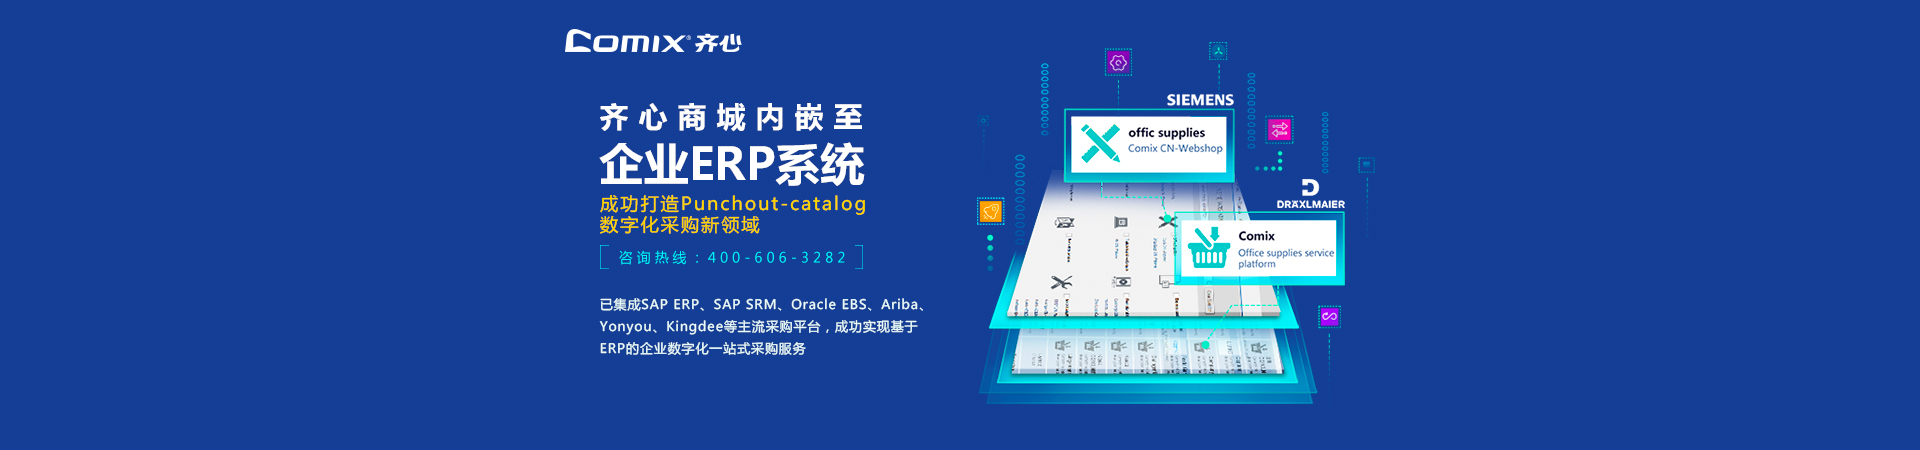 Comix® 齐心
齐心商城内嵌至
企业ERP系统
成功打造Punchout-catalog
数字化采购新领域
咨询热线：400-606-3282
已集成SAP ERP、SAP SRM、Oracle EBS、Ariba、
Yonyou、Kingdee等主流采购平台，成功实现基于
ERP的企业数字化一站式采购服务
SIEMENS
offic supplies
Comix CN-Webshop
DRÄXLMAIER
Comix
Office supplies service
platform